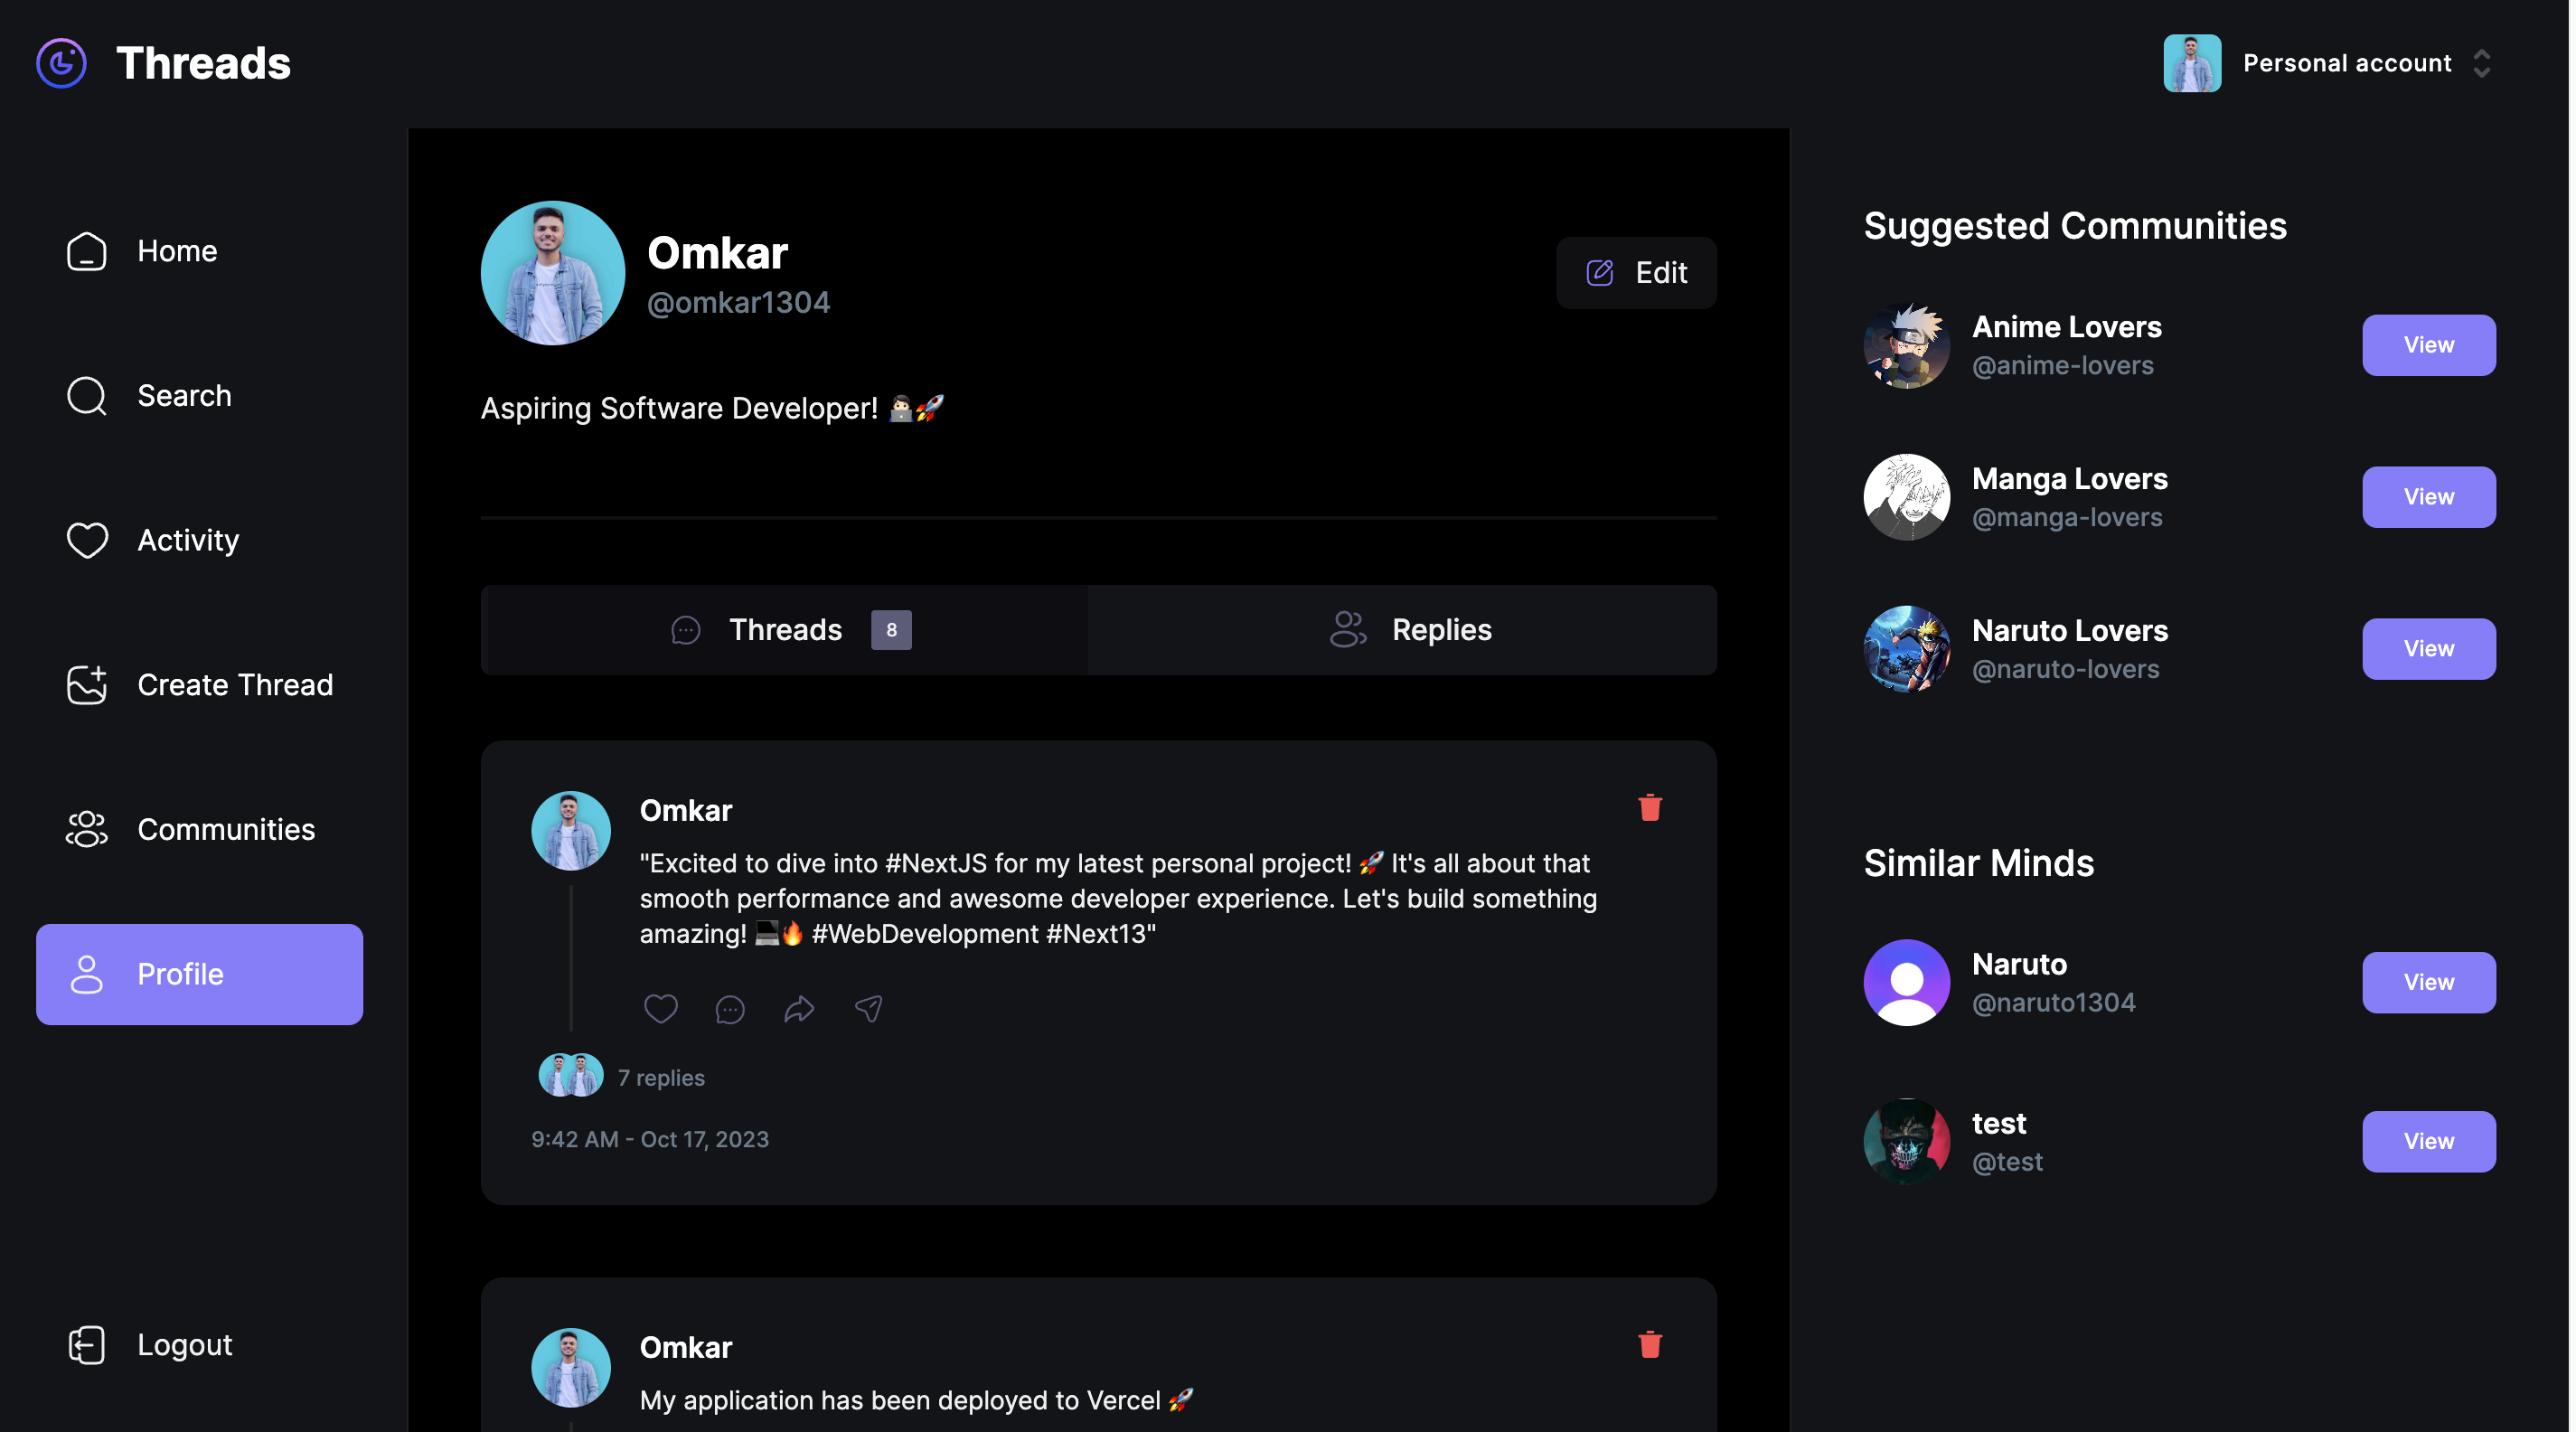 Threads
Personal account
Home
Search
Activity
Create Thread
Communities
Profile
Logout
Omkar
@omkar1304
Edit
Aspiring Software Developer! 👨🏻‍💻🚀
Threads 8
Replies
Omkar
"Excited to dive into #NextJS for my latest personal project! 🚀 It's all about that
smooth performance and awesome developer experience. Let's build something
amazing! 💻🔥 #WebDevelopment #Next13"
7 replies
9:42 AM - Oct 17, 2023
Omkar
My application has been deployed to Vercel 🚀
Suggested Communities
Anime Lovers
@anime-lovers
View
Manga Lovers
@manga-lovers
View
Naruto Lovers
@naruto-lovers
View
Similar Minds
Naruto
@naruto1304
View
test
@test
View